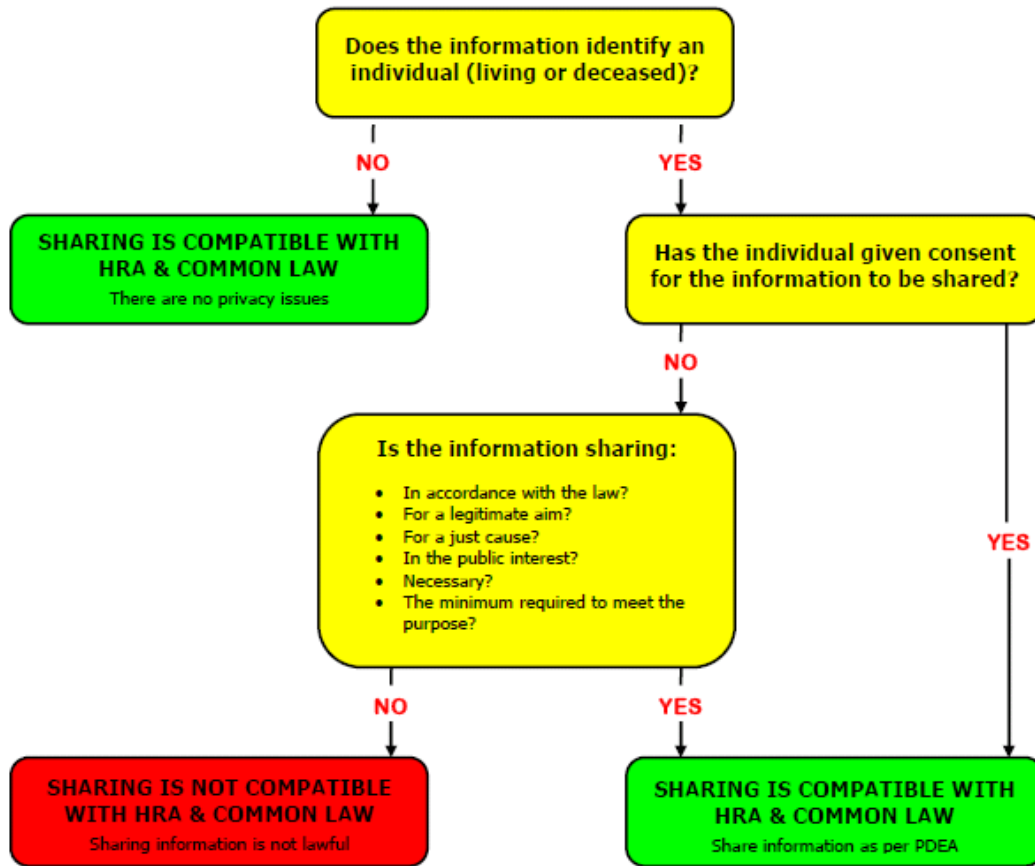 Does the information identify an
individual (living or deceased)?
NO
YES
SHARING IS COMPATIBLE WITH
HRA & COMMON LAW
There are no privacy issues
Has the individual given consent
for the information to be shared?
NO
Is the information sharing:
• In accordance with the law?
• For a legitimate aim?
• For a just cause?
• In the public interest?
• Necessary?
• The minimum required to meet the
purpose?
YES
NO
YES
SHARING IS NOT COMPATIBLE
WITH HRA & COMMON LAW
Sharing information is not lawful
SHARING IS COMPATIBLE WITH
HRA & COMMON LAW
Share information as per PDEA